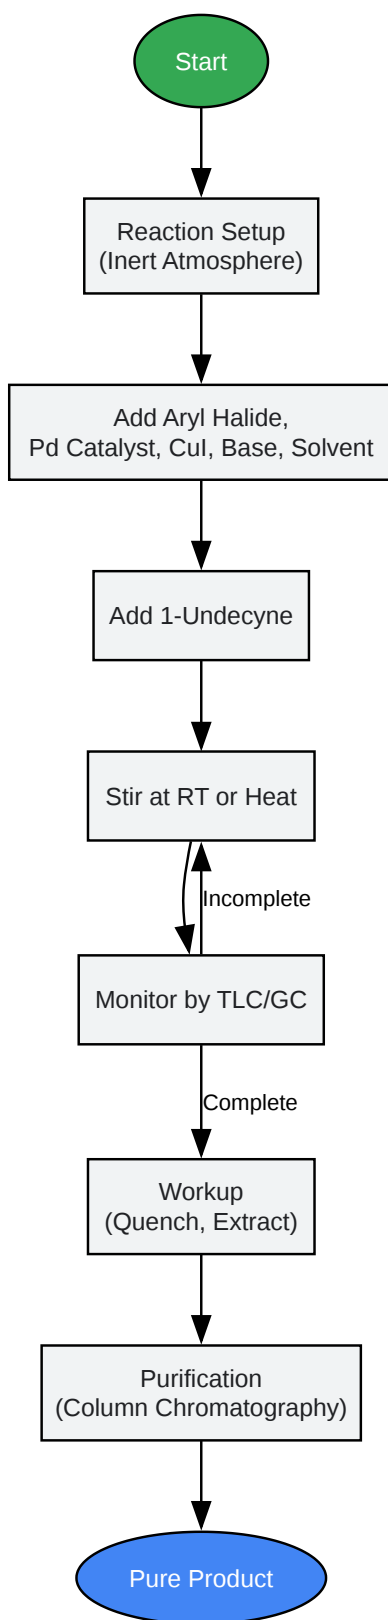 Start
Reaction Setup
(Inert Atmosphere)
Add Aryl Halide,
Pd Catalyst, CuI, Base, Solvent
Add 1-Undecyne
Stir at RT or Heat
Incomplete
Monitor by TLC/GC
Complete
Workup
(Quench, Extract)
Purification
(Column Chromatography)
Pure Product